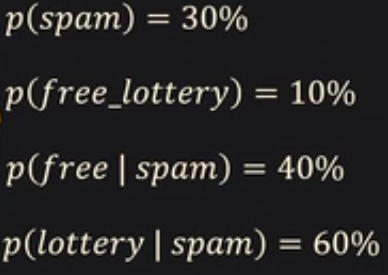 p(spam) = 30%
p(free_lottery) = 10%
p(free | spam) = 40%
p(lottery | spam) = 60%